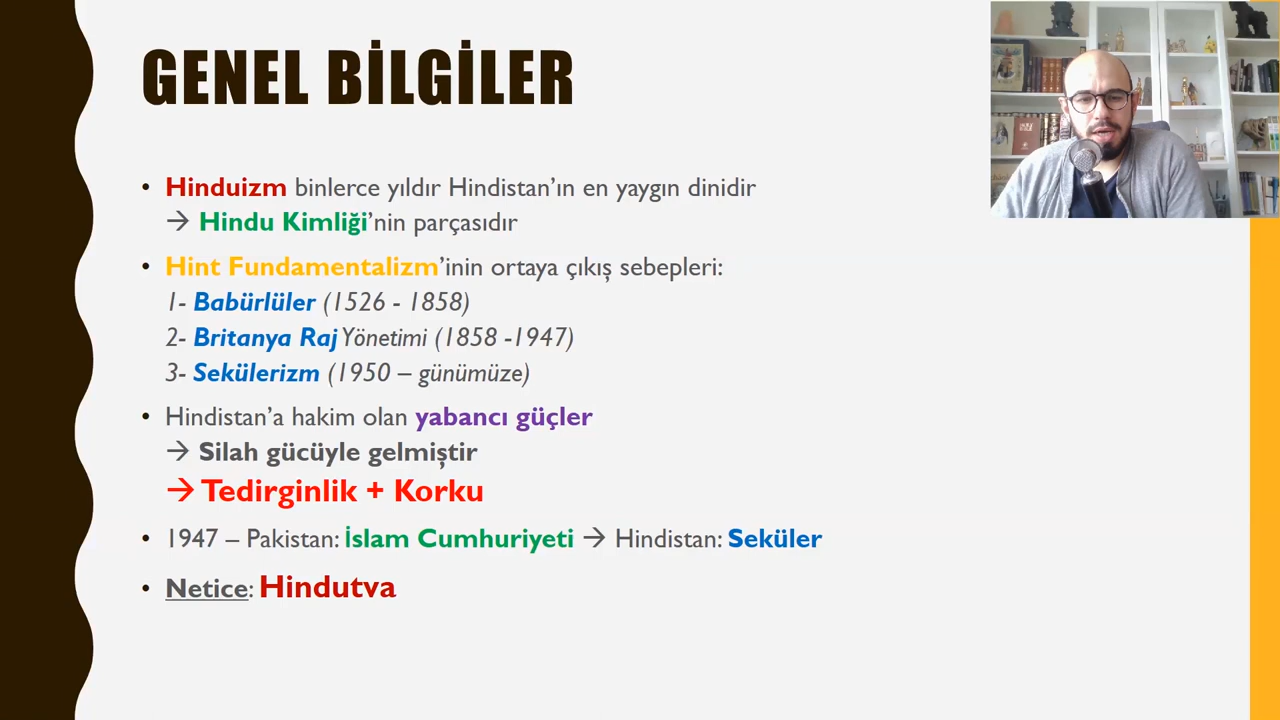 GENEL BİLGİLER
• Hinduizm binlerce yıldır Hindistan’ın en yaygın dinidir
→ Hindu Kimliği’nin parçasıdır
• Hint Fundamentalizm’inin ortaya çıkış sebepleri:
1- Babürlüler (1526 - 1858)
2- Britanya Raj Yönetimi (1858 -1947)
3- Sekülerizm (1950 – günümüze)
• Hindistan’a hakim olan yabancı güçler
→ Silah gücüyle gelmiştir
→ Tedirginlik + Korku
• 1947 – Pakistan: İslam Cumhuriyeti → Hindistan: Seküler
• Netice: Hindutva